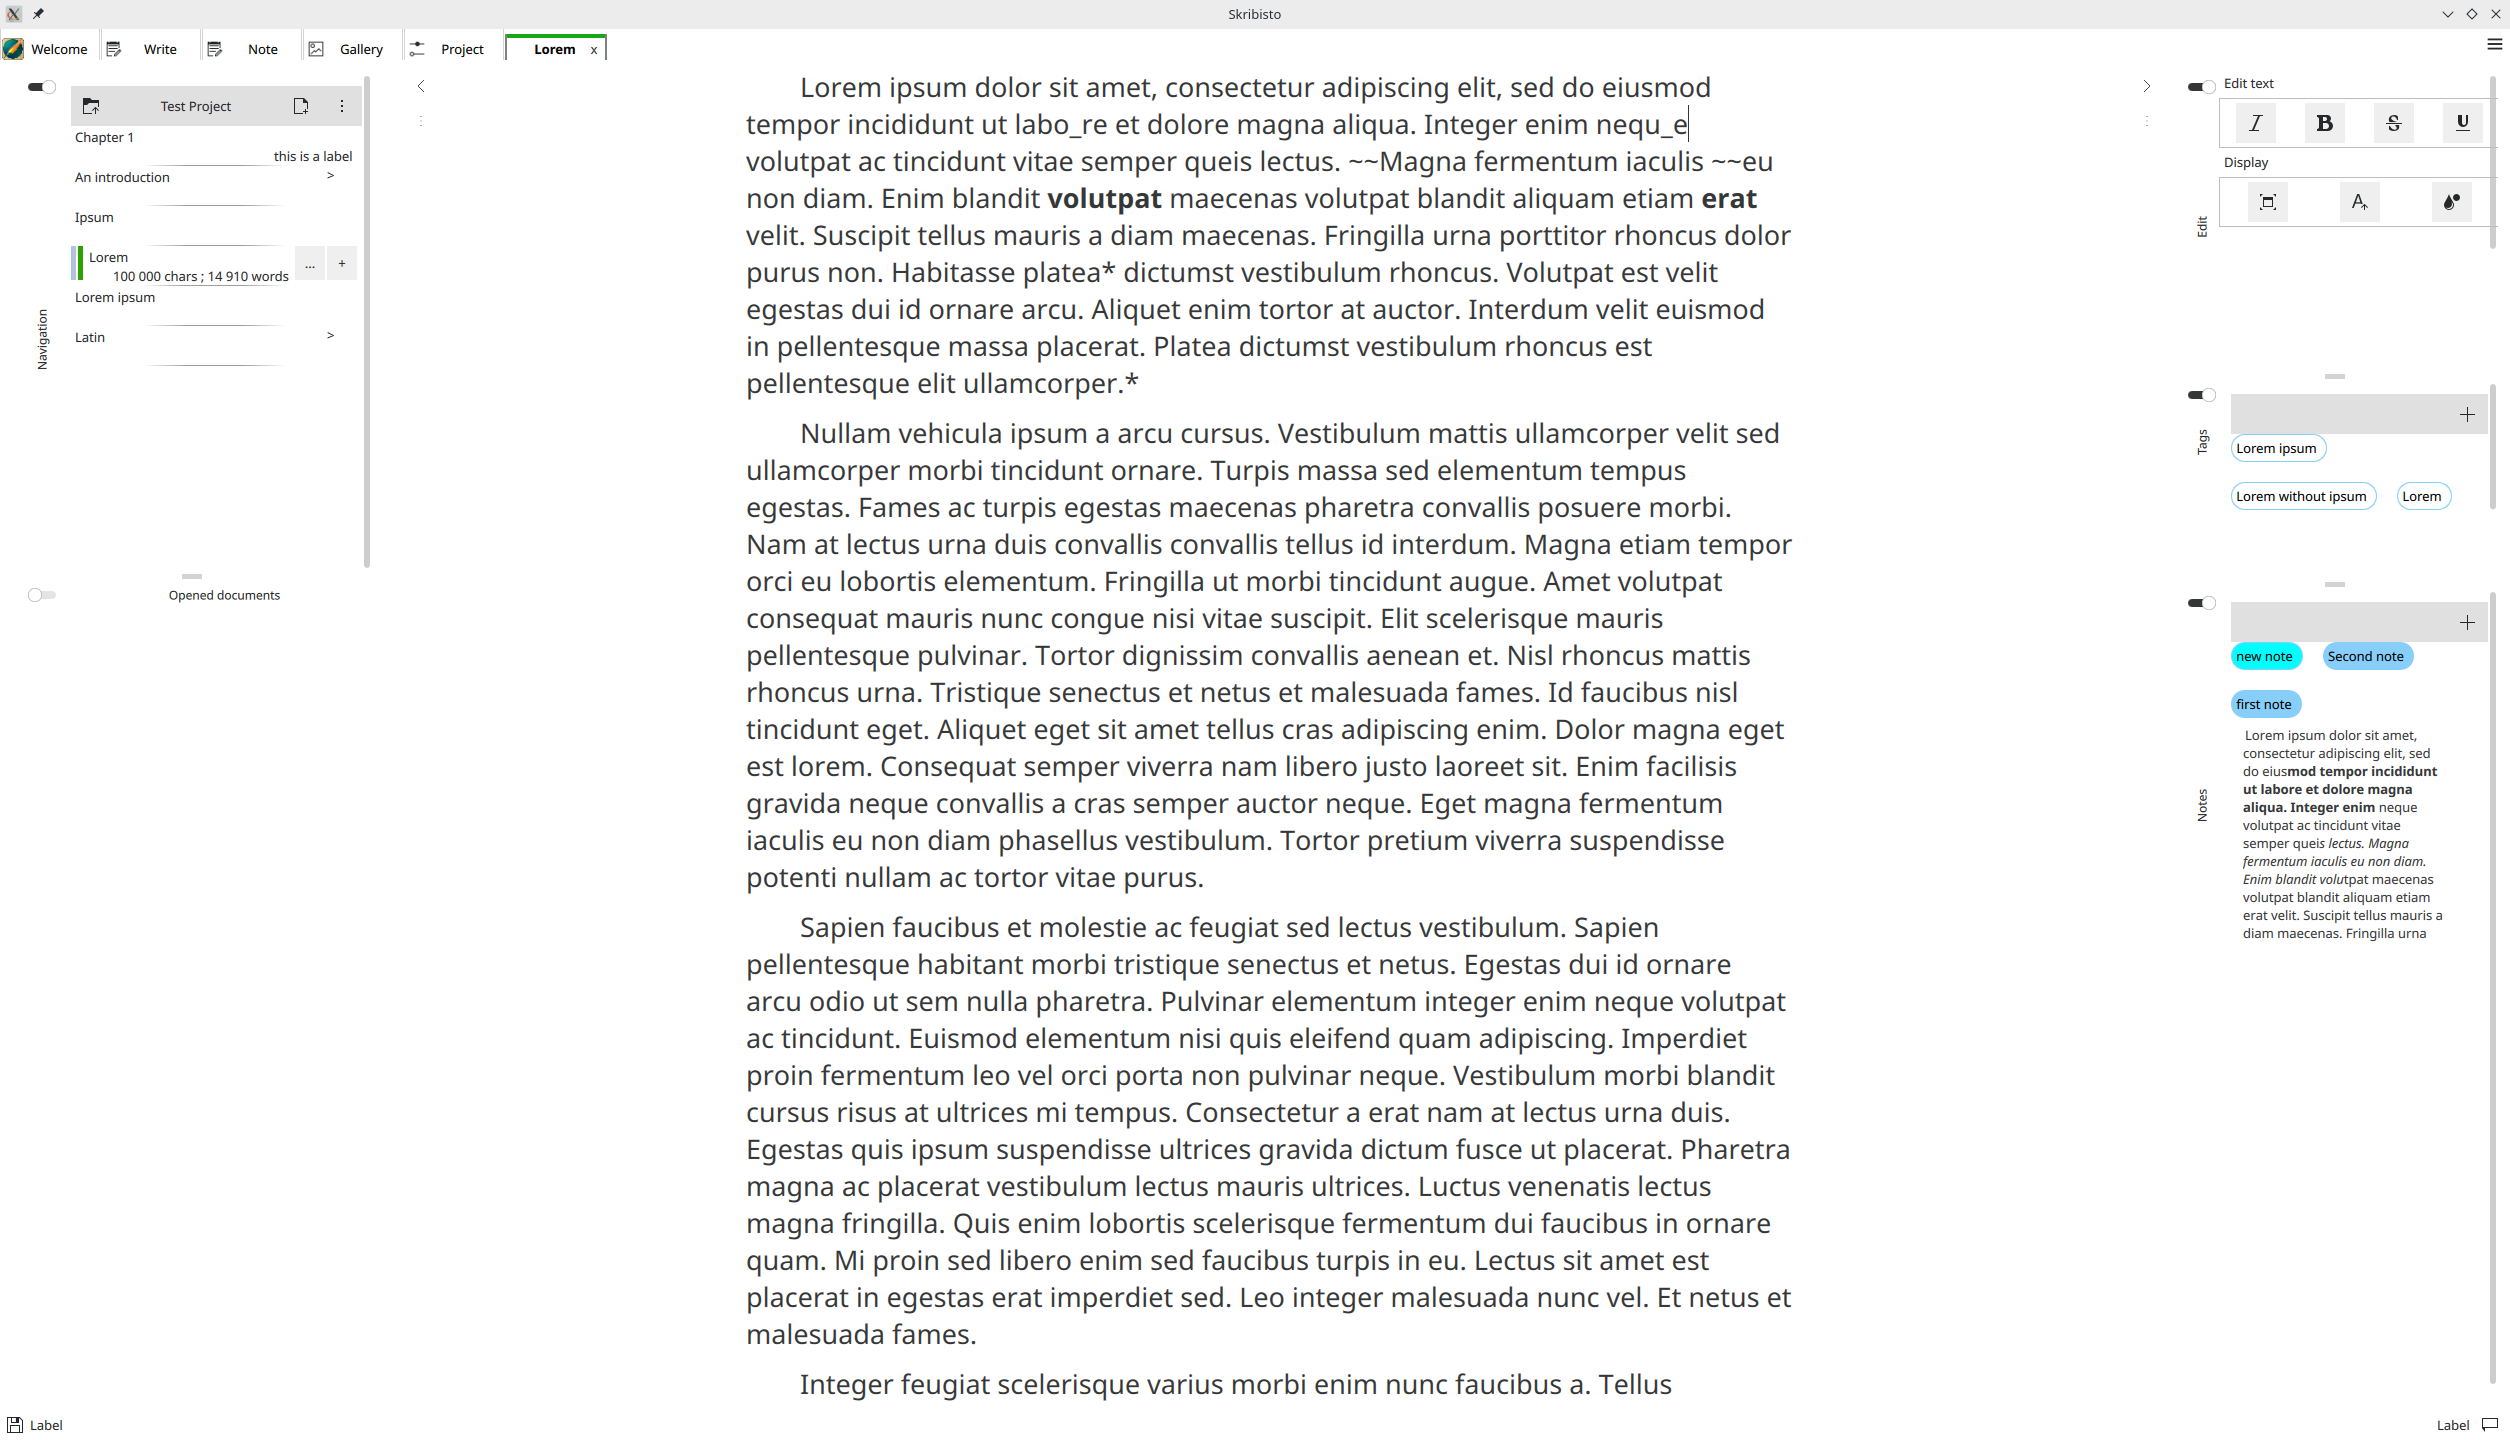 Skribisto
Welcome
Write
Note
Gallery
Project
Lorem x
Test Project
Chapter 1
this is a label
An introduction >
Ipsum
Lorem
100 000 chars ; 14 910 words
... +
Lorem ipsum
Latin >
Navigation
Opened documents
Lorem ipsum dolor sit amet, consectetur adipiscing elit, sed do eiusmod
tempor incididunt ut labo_re et dolore magna aliqua. Integer enim nequ_e
volutpat ac tincidunt vitae semper queis lectus. ~~Magna fermentum iaculis ~~eu
non diam. Enim blandit volutpat maecenas volutpat blandit aliquam etiam erat
velit. Suscipit tellus mauris a diam maecenas. Fringilla urna porttitor rhoncus dolor
purus non. Habitasse platea* dictumst vestibulum rhoncus. Volutpat est velit
egestas dui id ornare arcu. Aliquet enim tortor at auctor. Interdum velit euismod
in pellentesque massa placerat. Platea dictumst vestibulum rhoncus est
pellentesque elit ullamcorper.*
Nullam vehicula ipsum a arcu cursus. Vestibulum mattis ullamcorper velit sed
ullamcorper morbi tincidunt ornare. Turpis massa sed elementum tempus
egestas. Fames ac turpis egestas maecenas pharetra convallis posuere morbi.
Nam at lectus urna duis convallis convallis tellus id interdum. Magna etiam tempor
orci eu lobortis elementum. Fringilla ut morbi tincidunt augue. Amet volutpat
consequat mauris nunc congue nisi vitae suscipit. Elit scelerisque mauris
pellentesque pulvinar. Tortor dignissim convallis aenean et. Nisl rhoncus mattis
rhoncus urna. Tristique senectus et netus et malesuada fames. Id faucibus nisl
tincidunt eget. Aliquet eget sit amet tellus cras adipiscing enim. Dolor magna eget
est lorem. Consequat semper viverra nam libero justo laoreet sit. Enim facilisis
gravida neque convallis a cras semper auctor neque. Eget magna fermentum
iaculis eu non diam phasellus vestibulum. Tortor pretium viverra suspendisse
potenti nullam ac tortor vitae purus.
Sapien faucibus et molestie ac feugiat sed lectus vestibulum. Sapien
pellentesque habitant morbi tristique senectus et netus. Egestas dui id ornare
arcu odio ut sem nulla pharetra. Pulvinar elementum integer enim neque volutpat
ac tincidunt. Euismod elementum nisi quis eleifend quam adipiscing. Imperdiet
proin fermentum leo vel orci porta non pulvinar neque. Vestibulum morbi blandit
cursus risus at ultrices mi tempus. Consectetur a erat nam at lectus urna duis.
Egestas quis ipsum suspendisse ultrices gravida dictum fusce ut placerat. Pharetra
magna ac placerat vestibulum lectus mauris ultrices. Luctus venenatis lectus
magna fringilla. Quis enim lobortis scelerisque fermentum dui faucibus in ornare
quam. Mi proin sed libero enim sed faucibus turpis in eu. Lectus sit amet est
placerat in egestas erat imperdiet sed. Leo integer malesuada nunc vel. Et netus et
malesuada fames.
Integer feugiat scelerisque varius morbi enim nunc faucibus a. Tellus
Edit text
I B S U
Display
A
Edit
Tags
Lorem ipsum
Lorem without ipsum
Lorem
new note
Second note
first note
Notes
Lorem ipsum dolor sit amet,
consectetur adipiscing elit, sed
do eiusmod tempor incididunt
ut labore et dolore magna
aliqua. Integer enim neque
volutpat ac tincidunt vitae
semper queis lectus. Magna
fermentum iaculis eu non diam.
Enim blandit volutpat maecenas
volutpat blandit aliquam etiam
erat velit. Suscipit tellus mauris a
diam maecenas. Fringilla urna
Label
Label